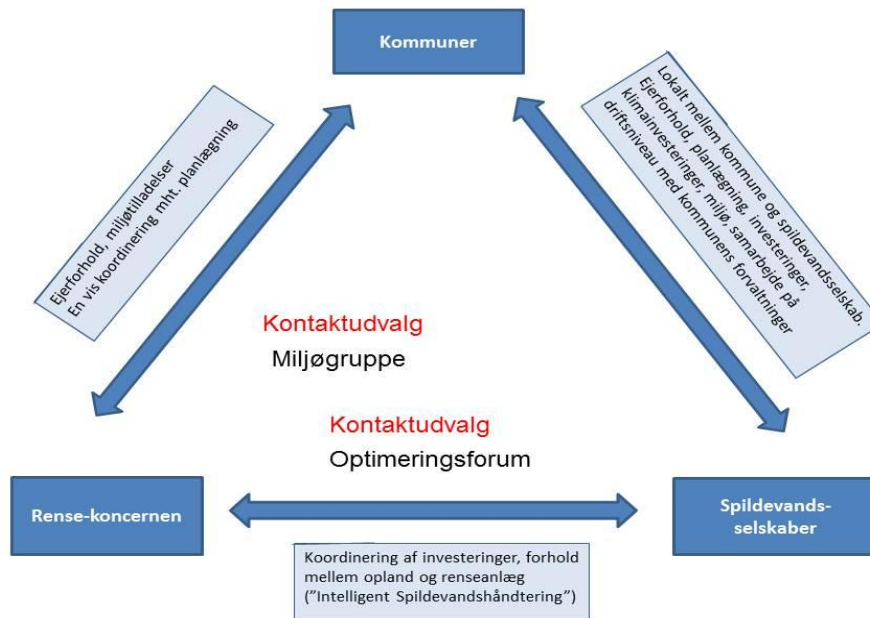 Kommuner
Ejerforhold, miljøtilladelser
En vis koordinering mht. planlægning
Lokalt mellem kommune og spildevandsselskab.
Ejerforhold, planlægning, investeringer,
klimainvesteringer, miljø, samarbejde på
driftsniveau med kommunens forvaltninger
Kontaktudvalg
Miljøgruppe
Kontaktudvalg
Optimeringsforum
Rense-koncernen
Spildevands-
selskaber
Koordinering af investeringer, forhold
mellem opland og renseanlæg
("Intelligent Spildevandshåndtering”)